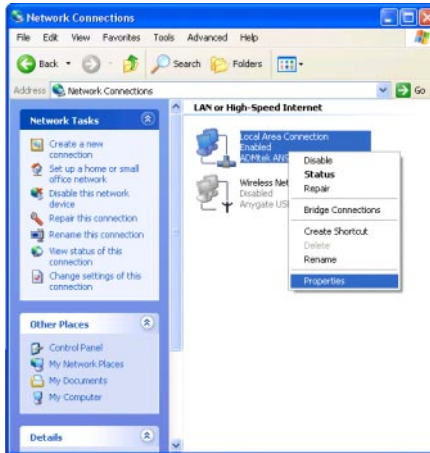 Network Connections
File Edit View Favorites Tools Advanced Help
Back Search Folders
Address Network Connections Go
Network Tasks
Create a new
connection
Set up a home or small
office network
Disable this network
device
Repair this connection
Rename this connection
View status of this
connection
Change settings of this
connection
Other Places
Control Panel
My Network Places
My Documents
My Computer
Details
LAN or High-Speed Internet
Local Area Connection
Enabled
ADMtek
Wireless Net
Disabled
Anygate USB
Disable
Status
Repair
Bridge Connections
Create Shortcut
Delete
Rename
Properties